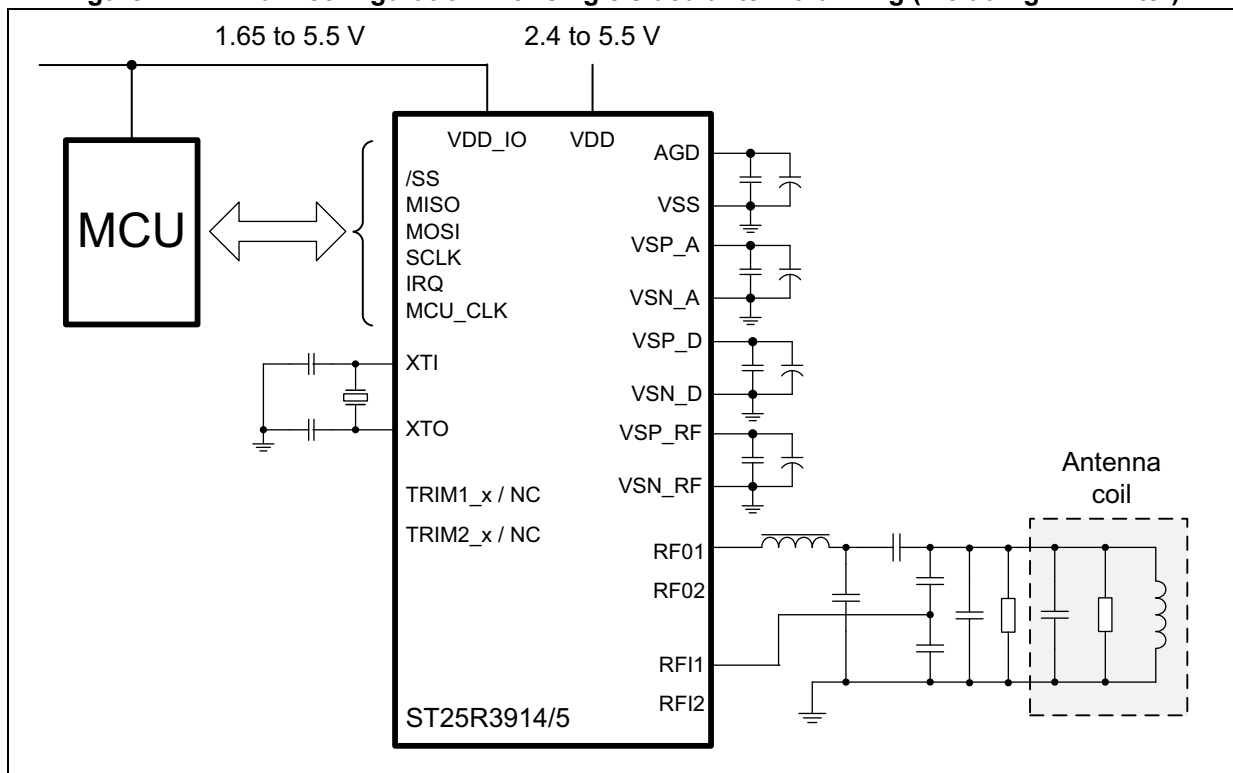 1.65 to 5.5 V
2.4 to 5.5 V
MCU
VDD_IO
VDD
/SS
MISO
MOSI
SCLK
IRQ
MCU_CLK
XTI
XTO
TRIM1_x / NC
TRIM2_x / NC
ST25R3914/5
AGD
VSS
VSP_A
VSN_A
VSP_D
VSN_D
VSP_RF
VSN_RF
RF01
RF02
RFI1
RFI2
Antenna
coil